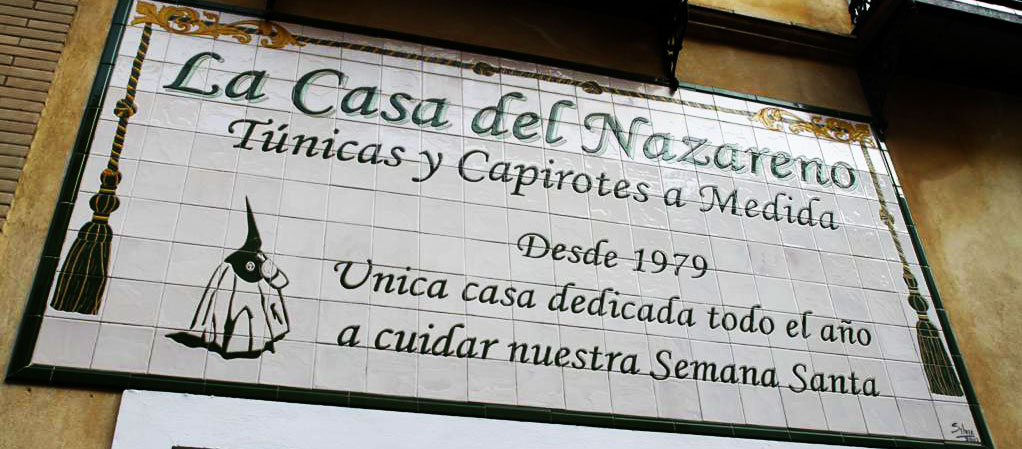 La Casa del Nazareno
Túnicas y Capirotes a Medida
Desde 1979
Unica casa dedicada todo el año
a cuidar nuestra Semana Santa